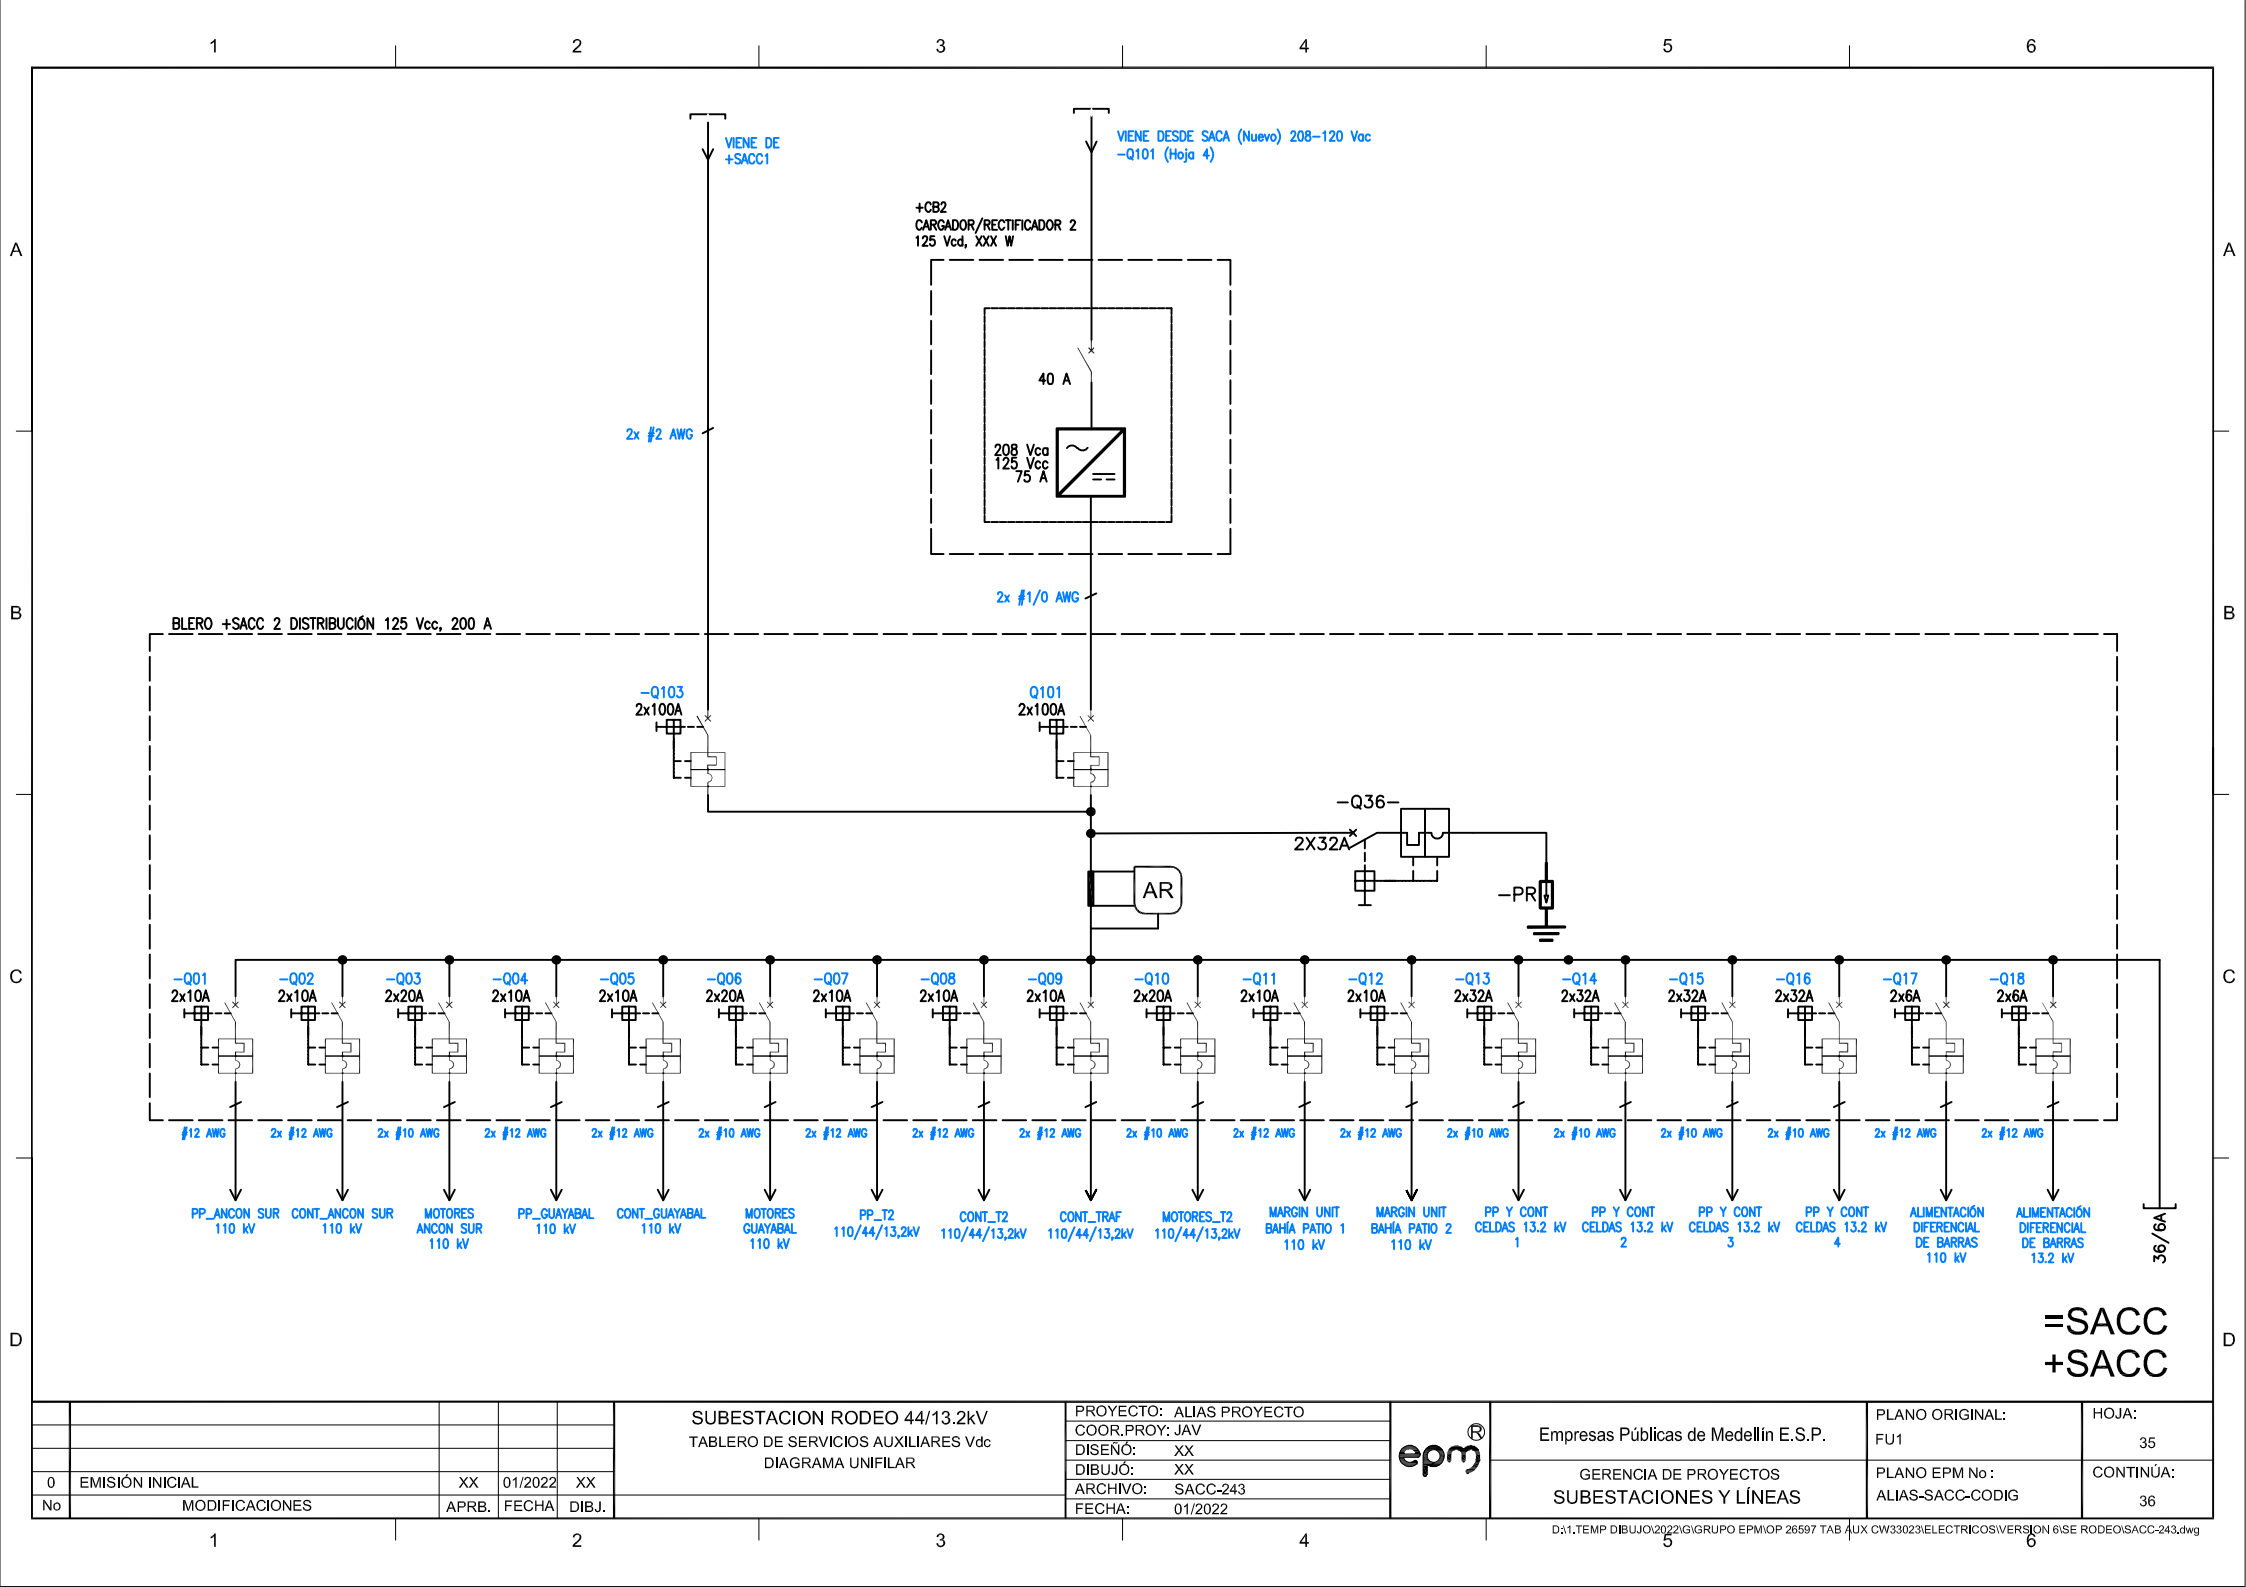 1 2 3 4 5 6
A A
B B
C C
D D
VIENE DE
+SACC1
VIENE DESDE SACA (Nuevo) 208-120 Vac
-Q101 (Hoja 4)
+CB2
CARGADOR/RECTIFICADOR 2
125 Vcd, XXX W
40 A
2x #2 AWG
208 Vca
125 Vcc
75 A
2x #1/0 AWG
BLERO +SACC 2 DISTRIBUCIÓN 125 Vcc, 200 A
-Q103
2x100A
Q101
2x100A
-Q36-
2X32A
AR
-PR
-Q01 -Q02 -Q03 -Q04 -Q05 -Q06 -Q07 -Q08 -Q09 -Q10 -Q11 -Q12 -Q13 -Q14 -Q15 -Q16 -Q17 -Q18
2x10A 2x10A 2x20A 2x10A 2x10A 2x20A 2x10A 2x10A 2x10A 2x20A 2x10A 2x10A 2x32A 2x32A 2x32A 2x32A 2x6A 2x6A
#12 AWG 2x #12 AWG 2x #10 AWG 2x #12 AWG 2x #12 AWG 2x #10 AWG 2x #12 AWG 2x #12 AWG 2x #12 AWG 2x #10 AWG 2x #12 AWG 2x #12 AWG 2x #10 AWG 2x #10 AWG 2x #10 AWG 2x #10 AWG 2x #12 AWG 2x #12 AWG
PP_ANCON SUR
110 kV
CONT_ANCON SUR
110 kV
MOTORES
ANCON SUR
110 kV
PP_GUAYABAL
110 kV
CONT_GUAYABAL
110 kV
MOTORES
GUAYABAL
110 kV
PP_T2
110/44/13,2kV
CONT_T2
110/44/13,2kV
CONT_TRAF
110/44/13,2kV
MOTORES_T2
110/44/13,2kV
MARGIN UNIT
BAHÍA PATIO 1
110 kV
MARGIN UNIT
BAHÍA PATIO 2
110 kV
PP Y CONT
CELDAS 13.2 kV
1
PP Y CONT
CELDAS 13.2 kV
2
PP Y CONT
CELDAS 13.2 kV
3
PP Y CONT
CELDAS 13.2 kV
4
ALIMENTACIÓN
DIFERENCIAL
DE BARRAS
110 kV
ALIMENTACIÓN
DIFERENCIAL
DE BARRAS
13.2 kV
36/6A
=SACC
+SACC
0 EMISIÓN INICIAL XX 01/2022 XX
No MODIFICACIONES APRB. FECHA DIBJ.
SUBESTACION RODEO 44/13.2kV
TABLERO DE SERVICIOS AUXILIARES Vdc
DIAGRAMA UNIFILAR
PROYECTO: ALIAS PROYECTO
COOR.PROY: JAV
DISEÑÓ: XX
DIBUJÓ: XX
ARCHIVO: SACC-243
FECHA: 01/2022
epm®
Empresas Públicas de Medellín E.S.P.
GERENCIA DE PROYECTOS
SUBESTACIONES Y LÍNEAS
PLANO ORIGINAL:
FU1
PLANO EPM No :
ALIAS-SACC-CODIG
HOJA:
35
CONTINÚA:
36
D:\1.TEMP DIBUJO\2022\G\GRUPO EPM\OP 26597 TAB AUX CW33023\ELECTRICOS\VERSION 6\SE RODEO\SACC-243.dwg
1 2 3 4 5 6